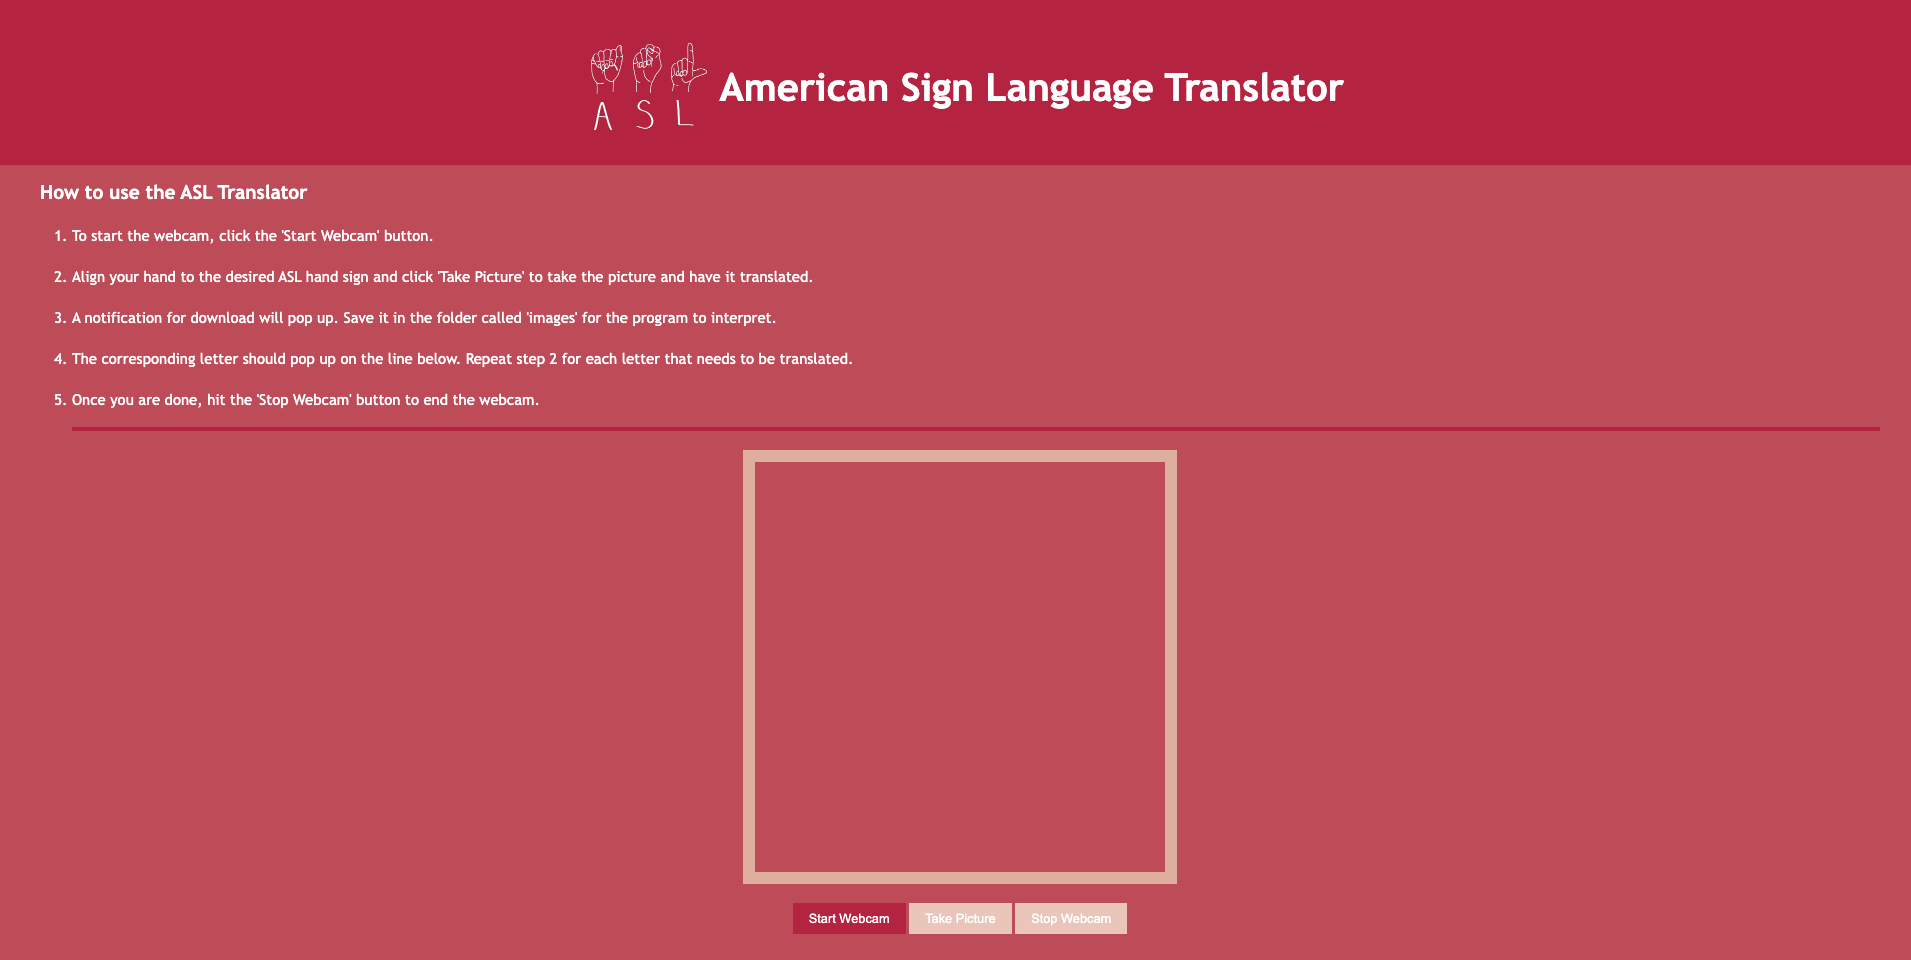 A S L
American Sign Language Translator
How to use the ASL Translator
1. To start the webcam, click the 'Start Webcam' button.
2. Align your hand to the desired ASL hand sign and click 'Take Picture' to take the picture and have it translated.
3. A notification for download will pop up. Save it in the folder called 'images' for the program to interpret.
4. The corresponding letter should pop up on the line below. Repeat step 2 for each letter that needs to be translated.
5. Once you are done, hit the 'Stop Webcam' button to end the webcam.
Start Webcam Take Picture Stop Webcam